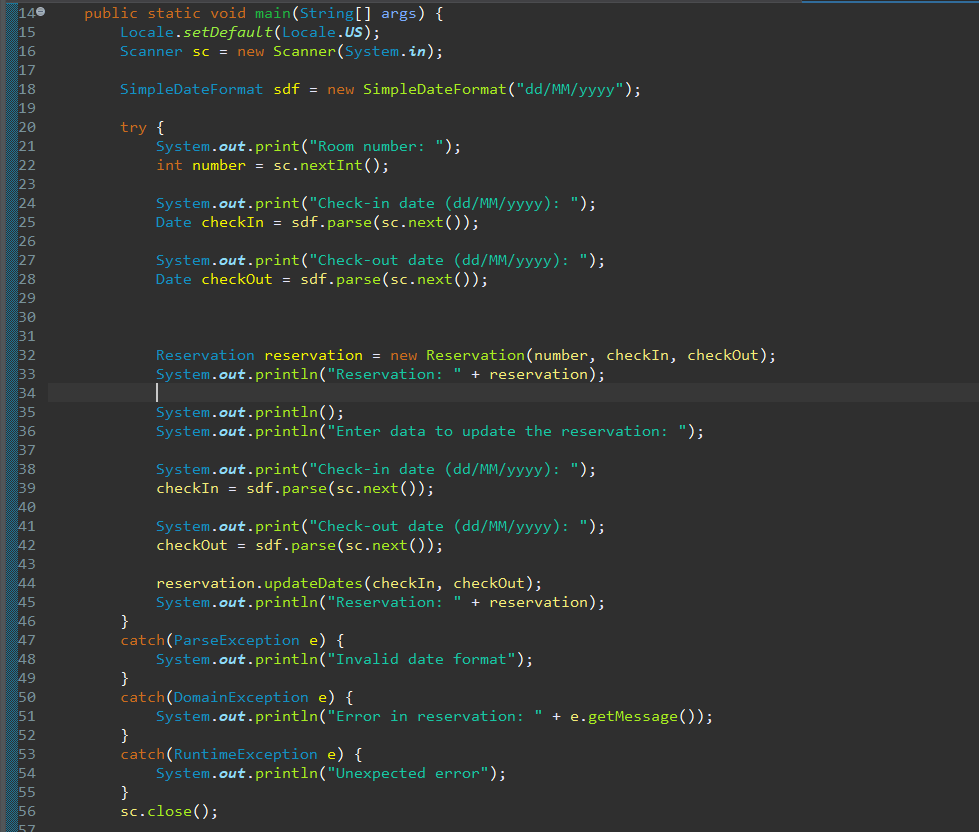 14 public static void main(String[] args) {
15 Locale.setDefault(Locale.US);
16 Scanner sc = new Scanner(System.in);
17
18 SimpleDateFormat sdf = new SimpleDateFormat("dd/MM/yyyy");
19
20 try {
21 System.out.print("Room number: ");
22 int number = sc.nextInt();
23
24 System.out.print("Check-in date (dd/MM/yyyy): ");
25 Date checkIn = sdf.parse(sc.next());
26
27 System.out.print("Check-out date (dd/MM/yyyy): ");
28 Date checkOut = sdf.parse(sc.next());
29
30
31
32 Reservation reservation = new Reservation(number, checkIn, checkOut);
33 System.out.println("Reservation: " + reservation);
34
35 System.out.println();
36 System.out.println("Enter data to update the reservation: ");
37
38 System.out.print("Check-in date (dd/MM/yyyy): ");
39 checkIn = sdf.parse(sc.next());
40
41 System.out.print("Check-out date (dd/MM/yyyy): ");
42 checkOut = sdf.parse(sc.next());
43
44 reservation.updateDates(checkIn, checkOut);
45 System.out.println("Reservation: " + reservation);
46 }
47 catch(ParseException e) {
48 System.out.println("Invalid date format");
49 }
50 catch(DomainException e) {
51 System.out.println("Error in reservation: " + e.getMessage());
52 }
53 catch(RuntimeException e) {
54 System.out.println("Unexpected error");
55 }
56 sc.close();
57